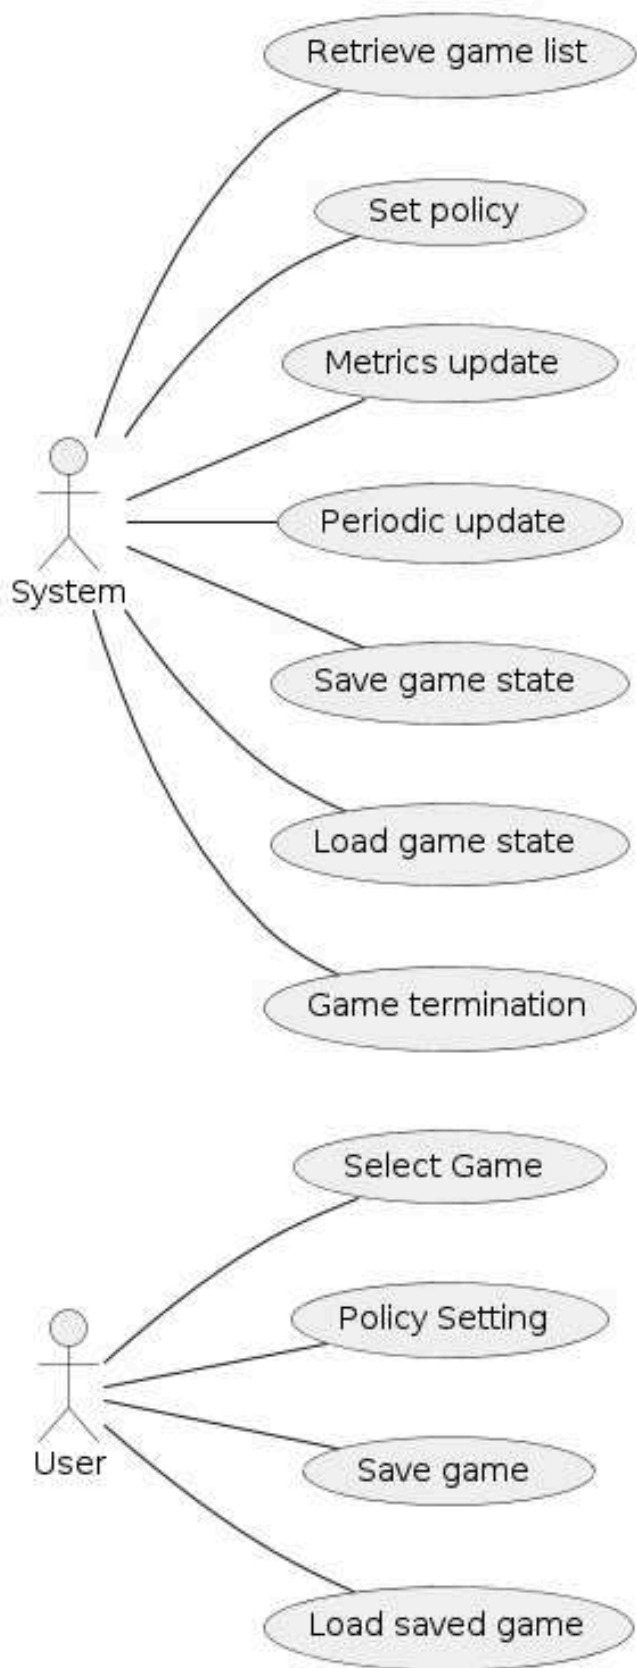 Retrieve game list
Set policy
Metrics update
Periodic update
System
Save game state
Load game state
Game termination
Select Game
Policy Setting
User
Save game
Load saved game